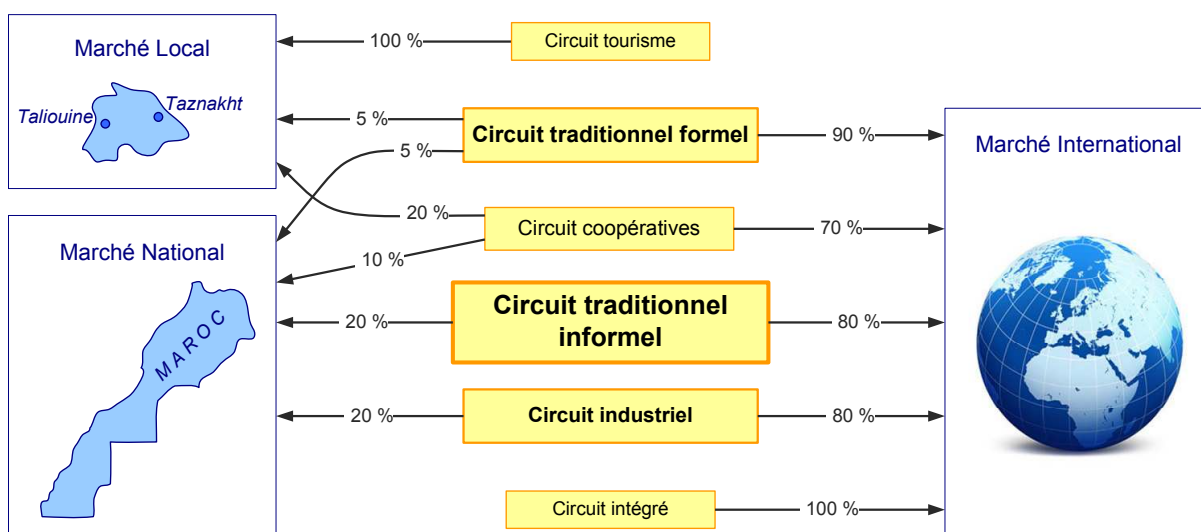 Marché Local
Taliouine
Taznakht
100 %
Circuit tourisme
5 %
Circuit traditionnel formel
90 %
Marché International
5 %
20 %
Circuit coopératives
70 %
Marché National
10 %
MAROC
20 %
Circuit traditionnel
informel
80 %
20 %
Circuit industriel
80 %
Circuit intégré
100 %